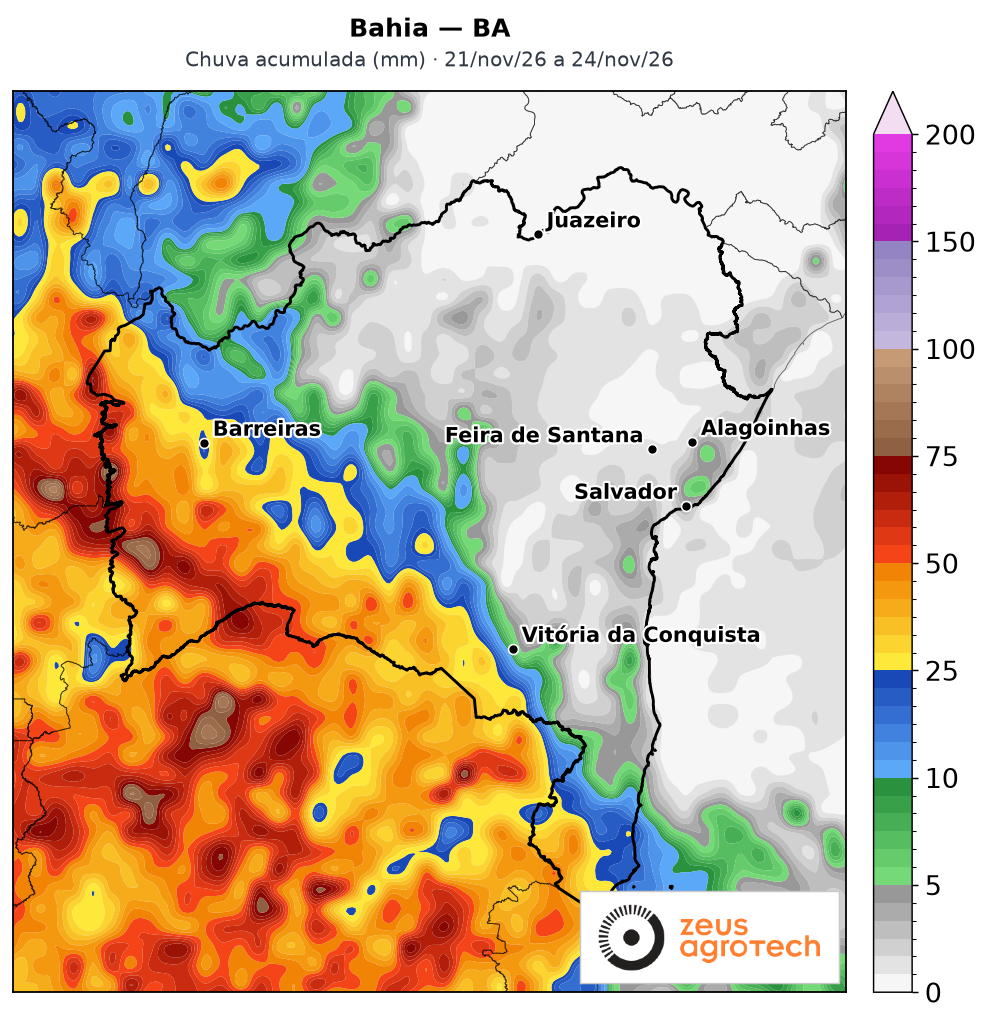 Bahia — BA
Chuva acumulada (mm) · 21/nov/26 a 24/nov/26
Juazeiro
Barreiras
Feira de Santana
Alagoinhas
Salvador
Vitória da Conquista
200
150
100
75
50
25
10
5
0
zeus
agrotech